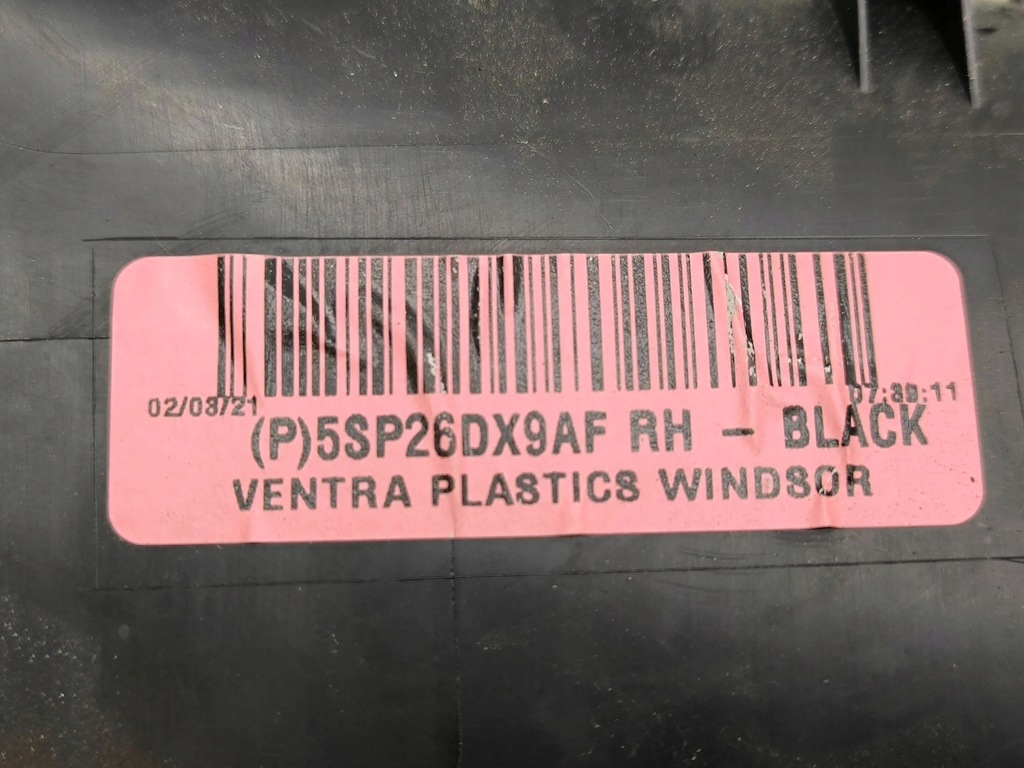 02/03/21 07:39:11
(P)5SP26DX9AF RH - BLACK
VENTRA PLASTICS WINDSOR